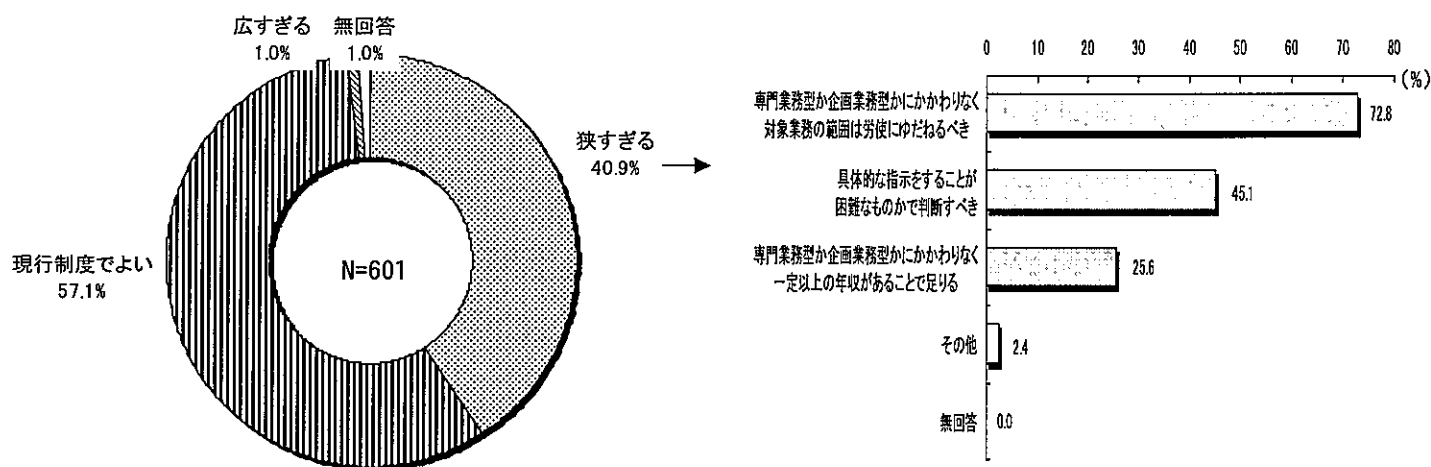 広すぎる
1.0%
無回答
1.0%
狭すぎる
40.9%
現行制度でよい
57.1%
N=601
0 10 20 30 40 50 60 70 80
(%)
専門業務型か企画業務型かにかかわりなく
対象業務の範囲は労使にゆだねるべき
72.8
具体的な指示をすることが
困難なものかで判断すべき
45.1
専門業務型か企画業務型かにかかわりなく
一定以上の年収があることで足りる
25.6
その他
2.4
無回答
0.0